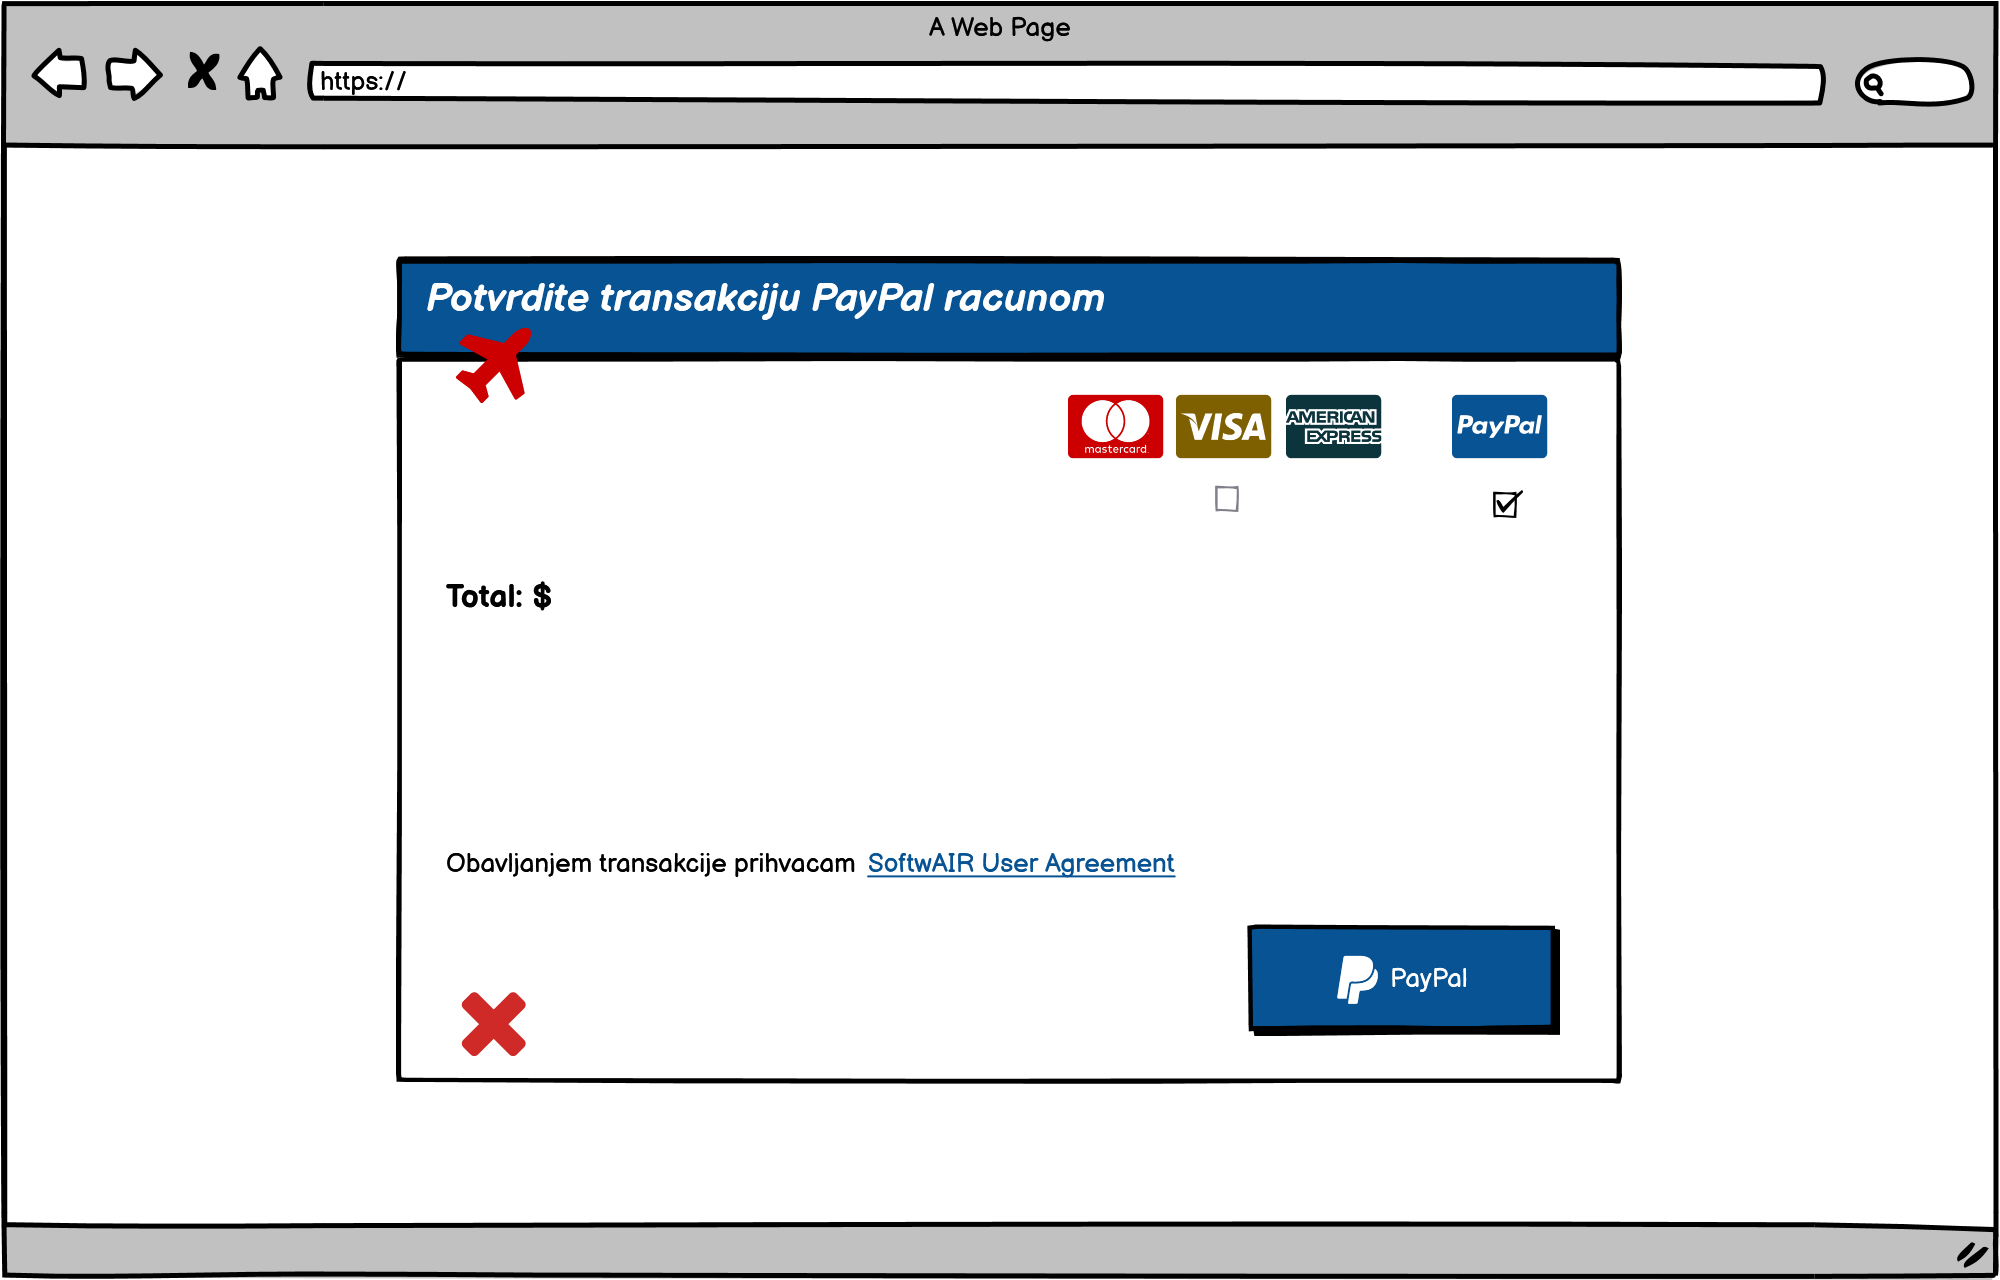 A Web Page
https://
Potvrdite transakciju PayPal racunom
mastercard
VISA
AMERICAN
EXPRESS
PayPal
Total: $
Obavljanjem transakcije prihvacam SoftwAIR User Agreement
PayPal